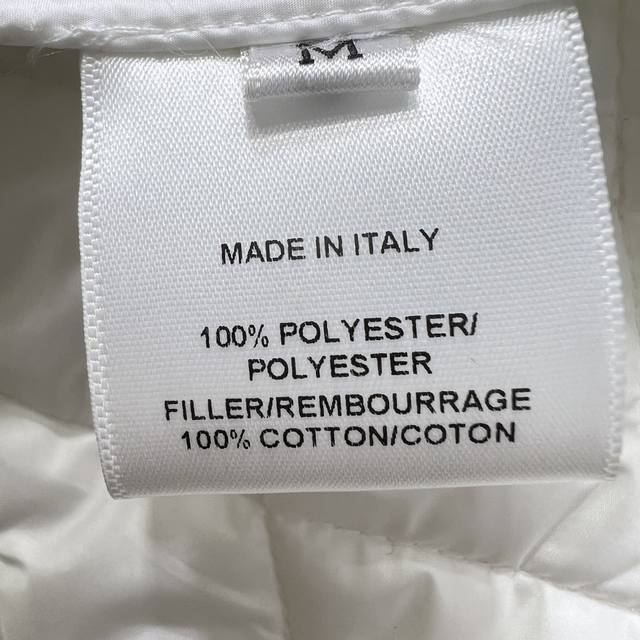 M
MADE IN ITALY
100% POLYESTER/
POLYESTER
FILLER/REMBOURRAGE
100% COTTON/COTON